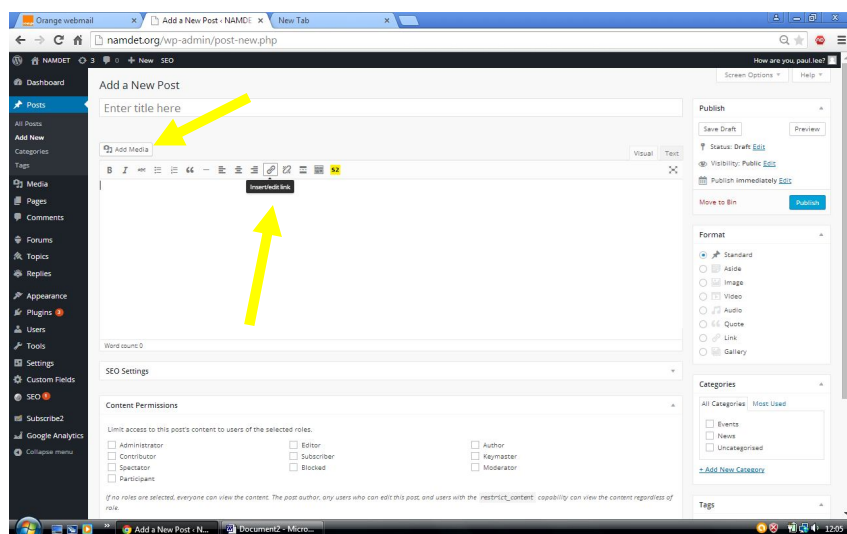 Orange webmail
Add a New Post ‹ NAMDE
New Tab
namdet.org/wp-admin/post-new.php
NAMDET
3
0
New
SEO
How are you, paul.lee?
Screen Options
Help
Dashboard
Posts
All Posts
Add New
Categories
Tags
Media
Pages
Comments
Forums
Topics
Replies
Appearance
Plugins
Users
Tools
Settings
Custom Fields
SEO
Subscribe2
Google Analytics
Collapse menu
Add a New Post
Enter title here
Add Media
Visual
Text
B I ABC
S2
Insert/edit link
Word count: 0
SEO Settings
Content Permissions
Limit access to this post's content to users of the selected roles.
Administrator
Editor
Author
Contributor
Subscriber
Keymaster
Spectator
Blocked
Moderator
Participant
If no roles are selected, everyone can view the content. The post author, any users who can edit this post, and users with the restrict_content capability can view the content regardless of
role.
Publish
Save Draft
Preview
Status: Draft Edit
Visibility: Public Edit
Publish immediately Edit
Move to Bin
Publish
Format
Standard
Aside
Image
Video
Audio
Quote
Link
Gallery
Categories
All Categories
Most Used
Events
News
Uncategorised
+ Add New Category
Tags
Add a New Post ‹ N...
Document2 - Micro...
12:05